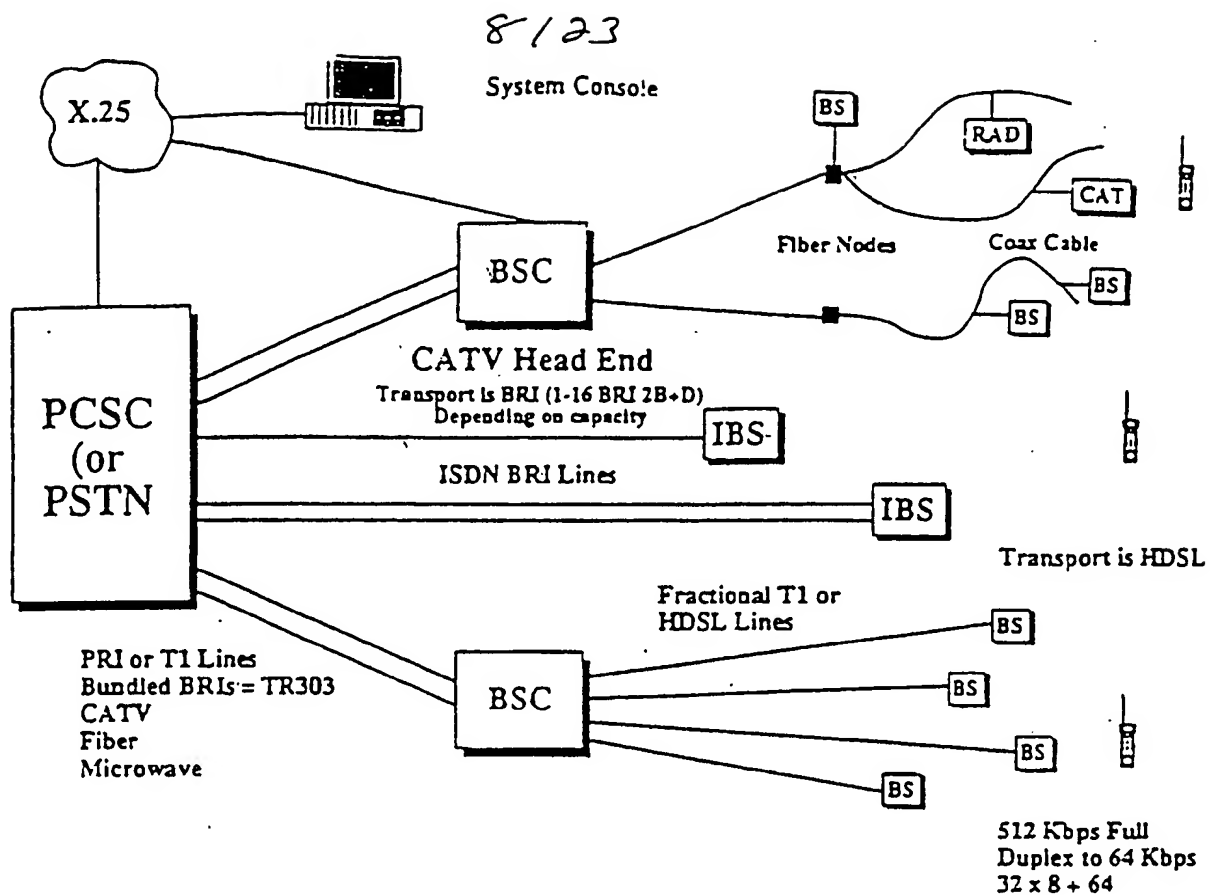 8/23
System Console
X.25
BS
RAD
CAT
Fiber Nodes
Coax Cable
BSC
BS
BS
CATV Head End
Transport is BRI (1-16 BRI 2B+D)
Depending on capacity
PCSC
(or
PSTN
IBS
ISDN BRI Lines
IBS
Transport is HDSL
Fractional T1 or
HDSL Lines
BS
PRI or T1 Lines
Bundled BRIs = TR303
CATV
Fiber
Microwave
BSC
BS
BS
BS
512 Kbps Full
Duplex to 64 Kbps
32 x 8 + 64